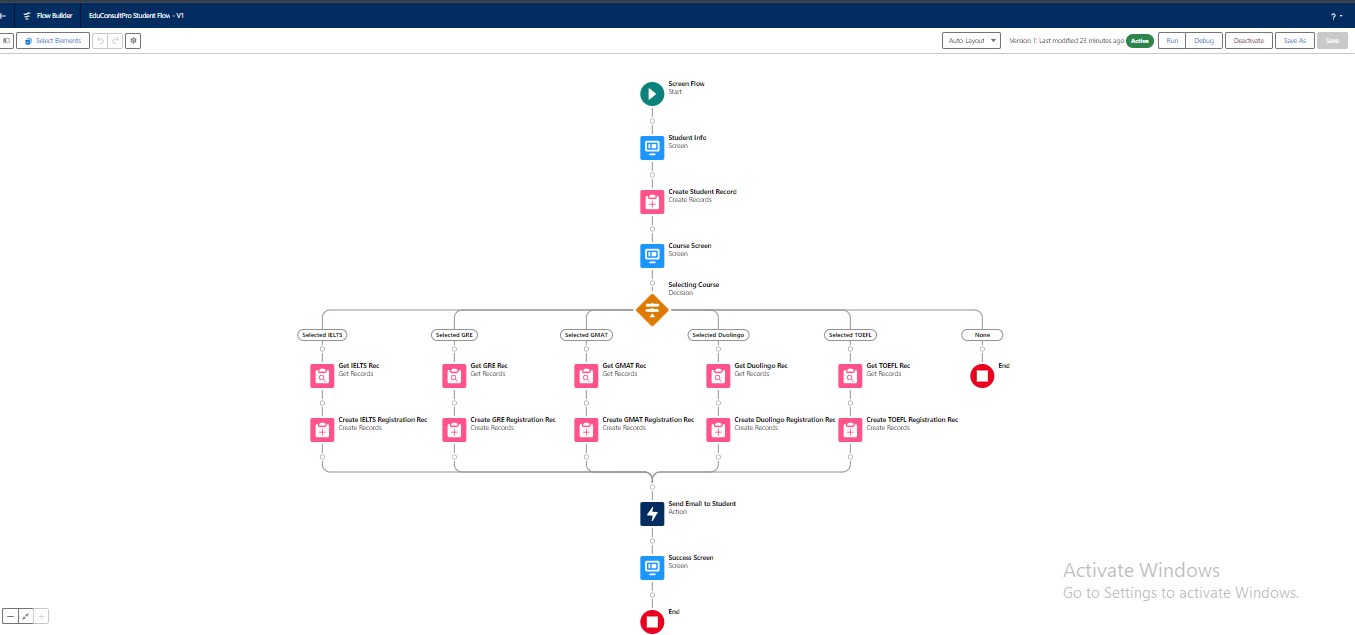 Flow Builder
EduConsultPro Student Flow - V1
?
Select Elements
Auto-Layout
Version 1: Last modified 23 minutes ago
Active
Run
Debug
Deactivate
Save As
Save
Screen Flow
Start
Student Info
Screen
Create Student Record
Create Records
Course Screen
Screen
Selecting Course
Decision
Selected IELTS
Selected GRE
Selected GMAT
Selected Duolingo
Selected TOEFL
None
Get IELTS Rec
Get Records
Get GRE Rec
Get Records
Get GMAT Rec
Get Records
Get Duolingo Rec
Get Records
Get TOEFL Rec
Get Records
End
Create IELTS Registration Rec
Create Records
Create GRE Registration Rec
Create Records
Create GMAT Registration Rec
Create Records
Create Duolingo Registration Rec
Create Records
Create TOEFL Registration Rec
Create Records
Send Email to Student
Action
Success Screen
Screen
End
Activate Windows
Go to Settings to activate Windows.